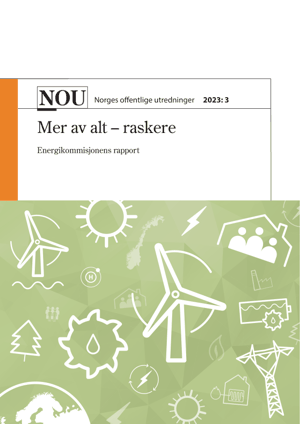 NOU Norges offentlige utredninger 2023: 3
Mer av alt – raskere
Energikommisjonens rapport
H